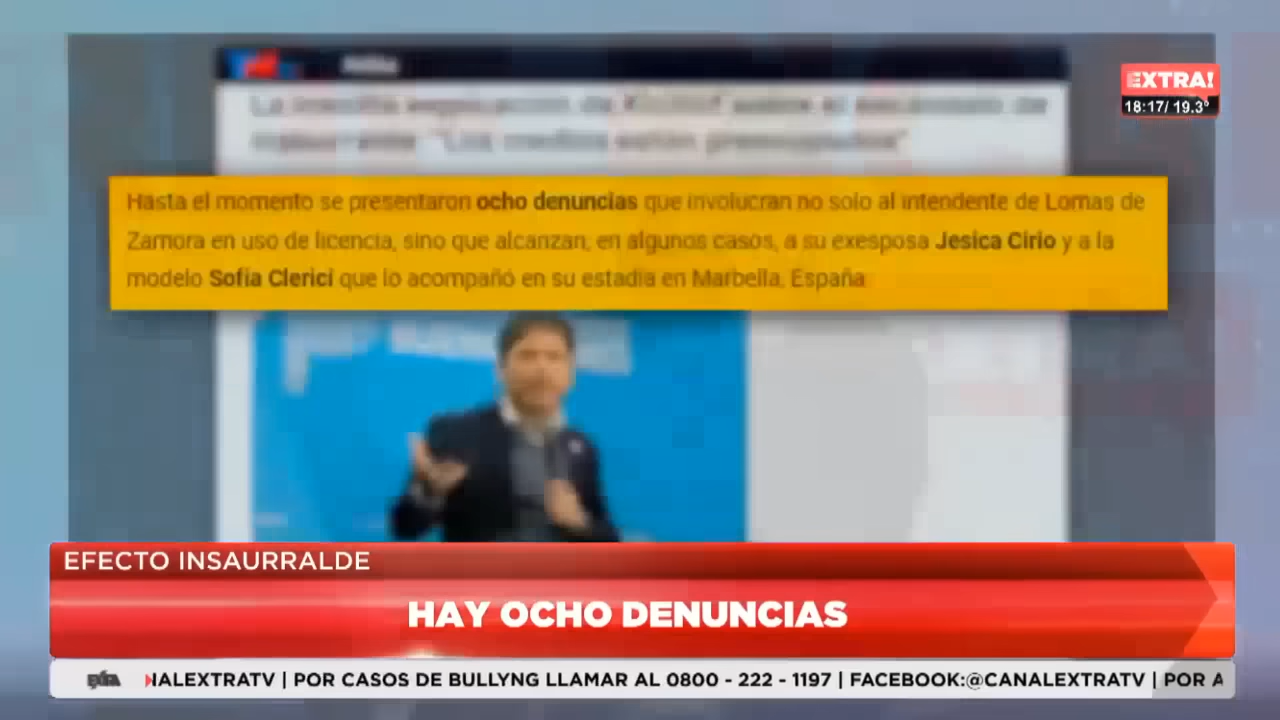 EXTRA!
18:17/ 19.3°
Hasta el momento se presentaron ocho denuncias que involucran no solo al intendente de Lomas de
Zamora en uso de licencia, sino que alcanzan, en algunos casos, a su exesposa Jesica Cirio y a la
modelo Sofía Clerici que lo acompañó en su estadía en Marbella, España
EFECTO INSAURRALDE
HAY OCHO DENUNCIAS
NALEXTRATV | POR CASOS DE BULLYNG LLAMAR AL 0800 - 222 - 1197 | FACEBOOK:@CANALEXTRATV | POR A